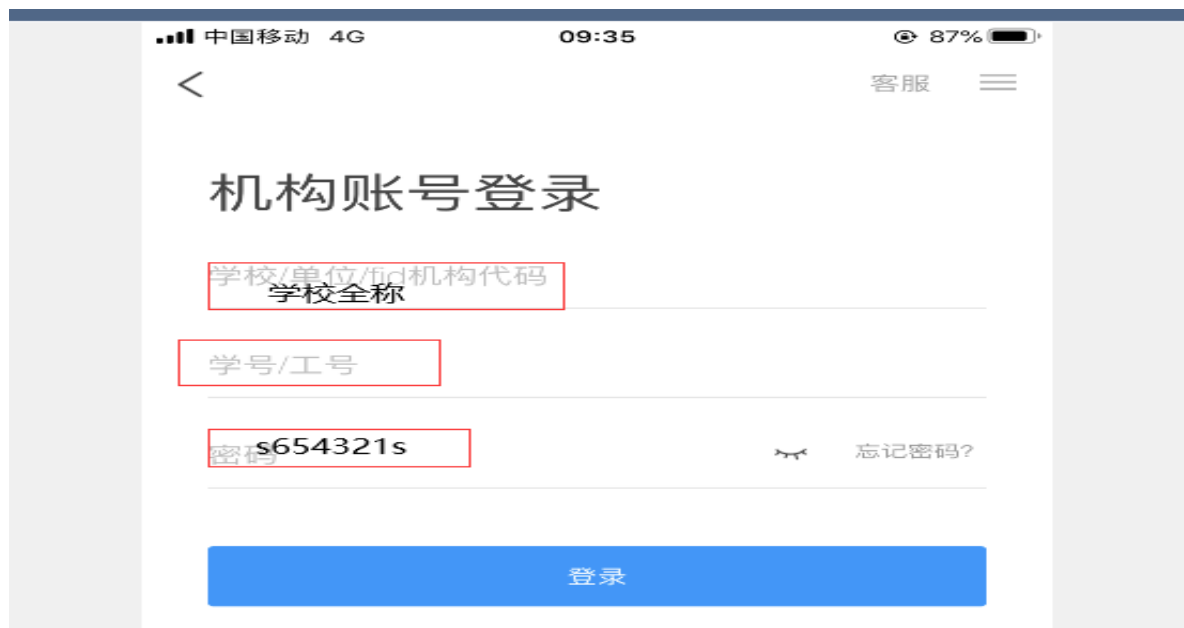 中国移动 4G 09:35 87%
客服
机构账号登录
学校/单位/fid机构代码
学校全称
学号/工号
密码 s654321s 忘记密码?
登录